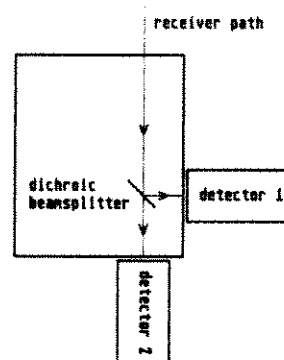 receiver path
dichroic
beamsplitter
detector 1
detector 2